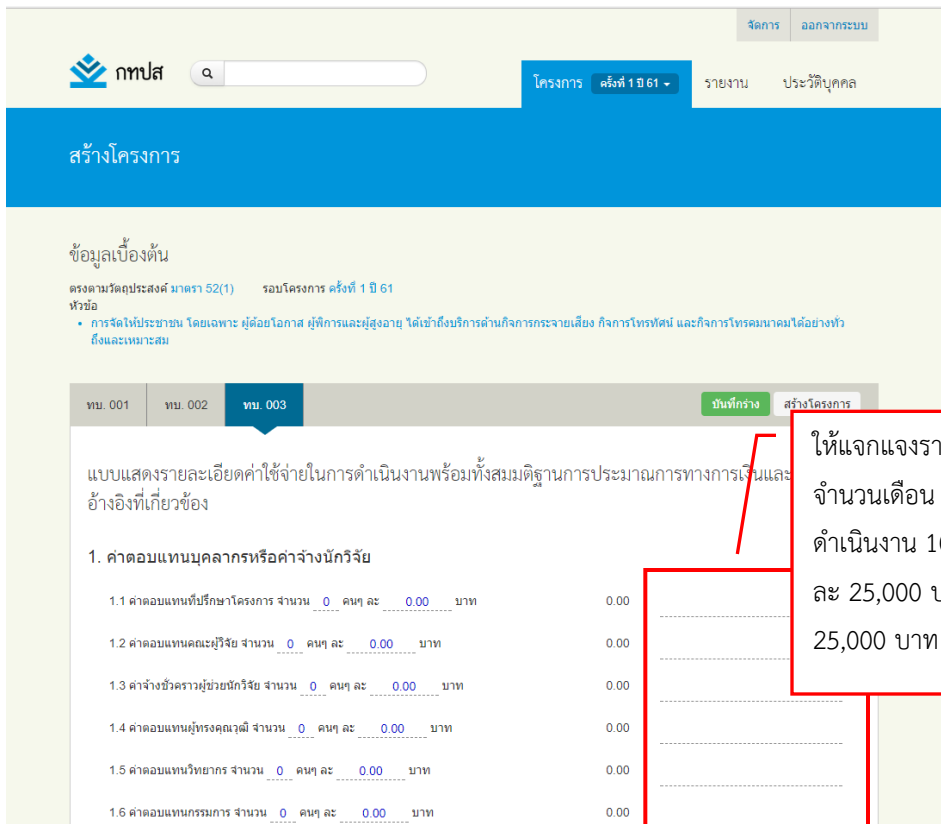 จัดการ ออกจากระบบ
กทปส
โครงการ ครั้งที่ 1 ปี 61 รายงาน ประวัติบุคคล
สร้างโครงการ
ข้อมูลเบื้องต้น
ตรงตามวัตถุประสงค์ มาตรา 52(1) รอบโครงการ ครั้งที่ 1 ปี 61
หัวข้อ
• การจัดให้ประชาชน โดยเฉพาะ ผู้ด้อยโอกาส ผู้พิการและผู้สูงอายุ ได้เข้าถึงบริการด้านกิจการกระจายเสียง กิจการโทรทัศน์ และกิจการโทรคมนาคมได้อย่างทั่ว
ถึงและเหมาะสม
ทบ. 001 ทบ. 002 ทบ. 003 บันทึกร่าง สร้างโครงการ
แบบแสดงรายละเอียดค่าใช้จ่ายในการดำเนินงานพร้อมทั้งสมมติฐานการประมาณการทางการเงินและ
อ้างอิงที่เกี่ยวข้อง
ให้แจกแจงรา
จำนวนเดือน
ดำเนินงาน 10
ละ 25,000 บ
25,000 บาท
1. ค่าตอบแทนบุคลากรหรือค่าจ้างนักวิจัย
1.1 ค่าตอบแทนที่ปรึกษาโครงการ จำนวน 0 คนๆ ละ 0.00 บาท 0.00
1.2 ค่าตอบแทนคณะผู้วิจัย จำนวน 0 คนๆ ละ 0.00 บาท 0.00
1.3 ค่าจ้างชั่วคราวผู้ช่วยนักวิจัย จำนวน 0 คนๆ ละ 0.00 บาท 0.00
1.4 ค่าตอบแทนผู้ทรงคุณวุฒิ จำนวน 0 คนๆ ละ 0.00 บาท 0.00
1.5 ค่าตอบแทนวิทยากร จำนวน 0 คนๆ ละ 0.00 บาท 0.00
1.6 ค่าตอบแทนกรรมการ จำนวน 0 คนๆ ละ 0.00 บาท 0.00